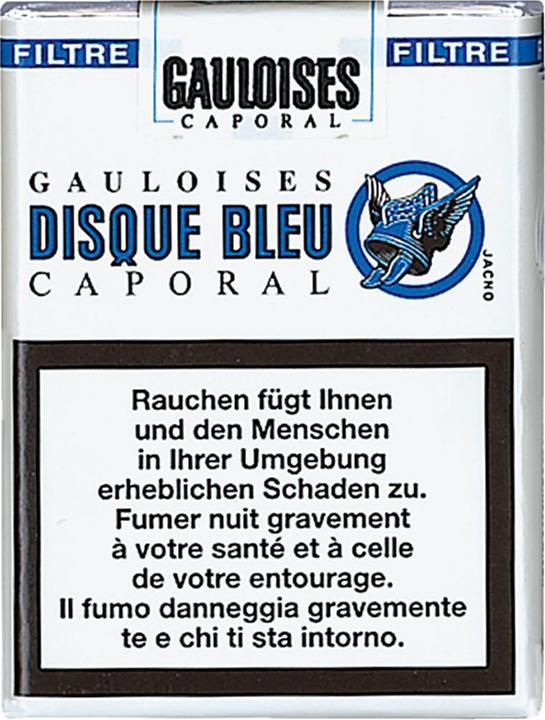 FILTRE
GAULOISES
CAPORAL
FILTRE
GAULOISES
DISQUE BLEU
CAPORAL
JACNO
Rauchen fügt Ihnen
und den Menschen
in Ihrer Umgebung
erheblichen Schaden zu.
Fumer nuit gravement
à votre santé et à celle
de votre entourage.
Il fumo danneggia gravemente
te e chi ti sta intorno.